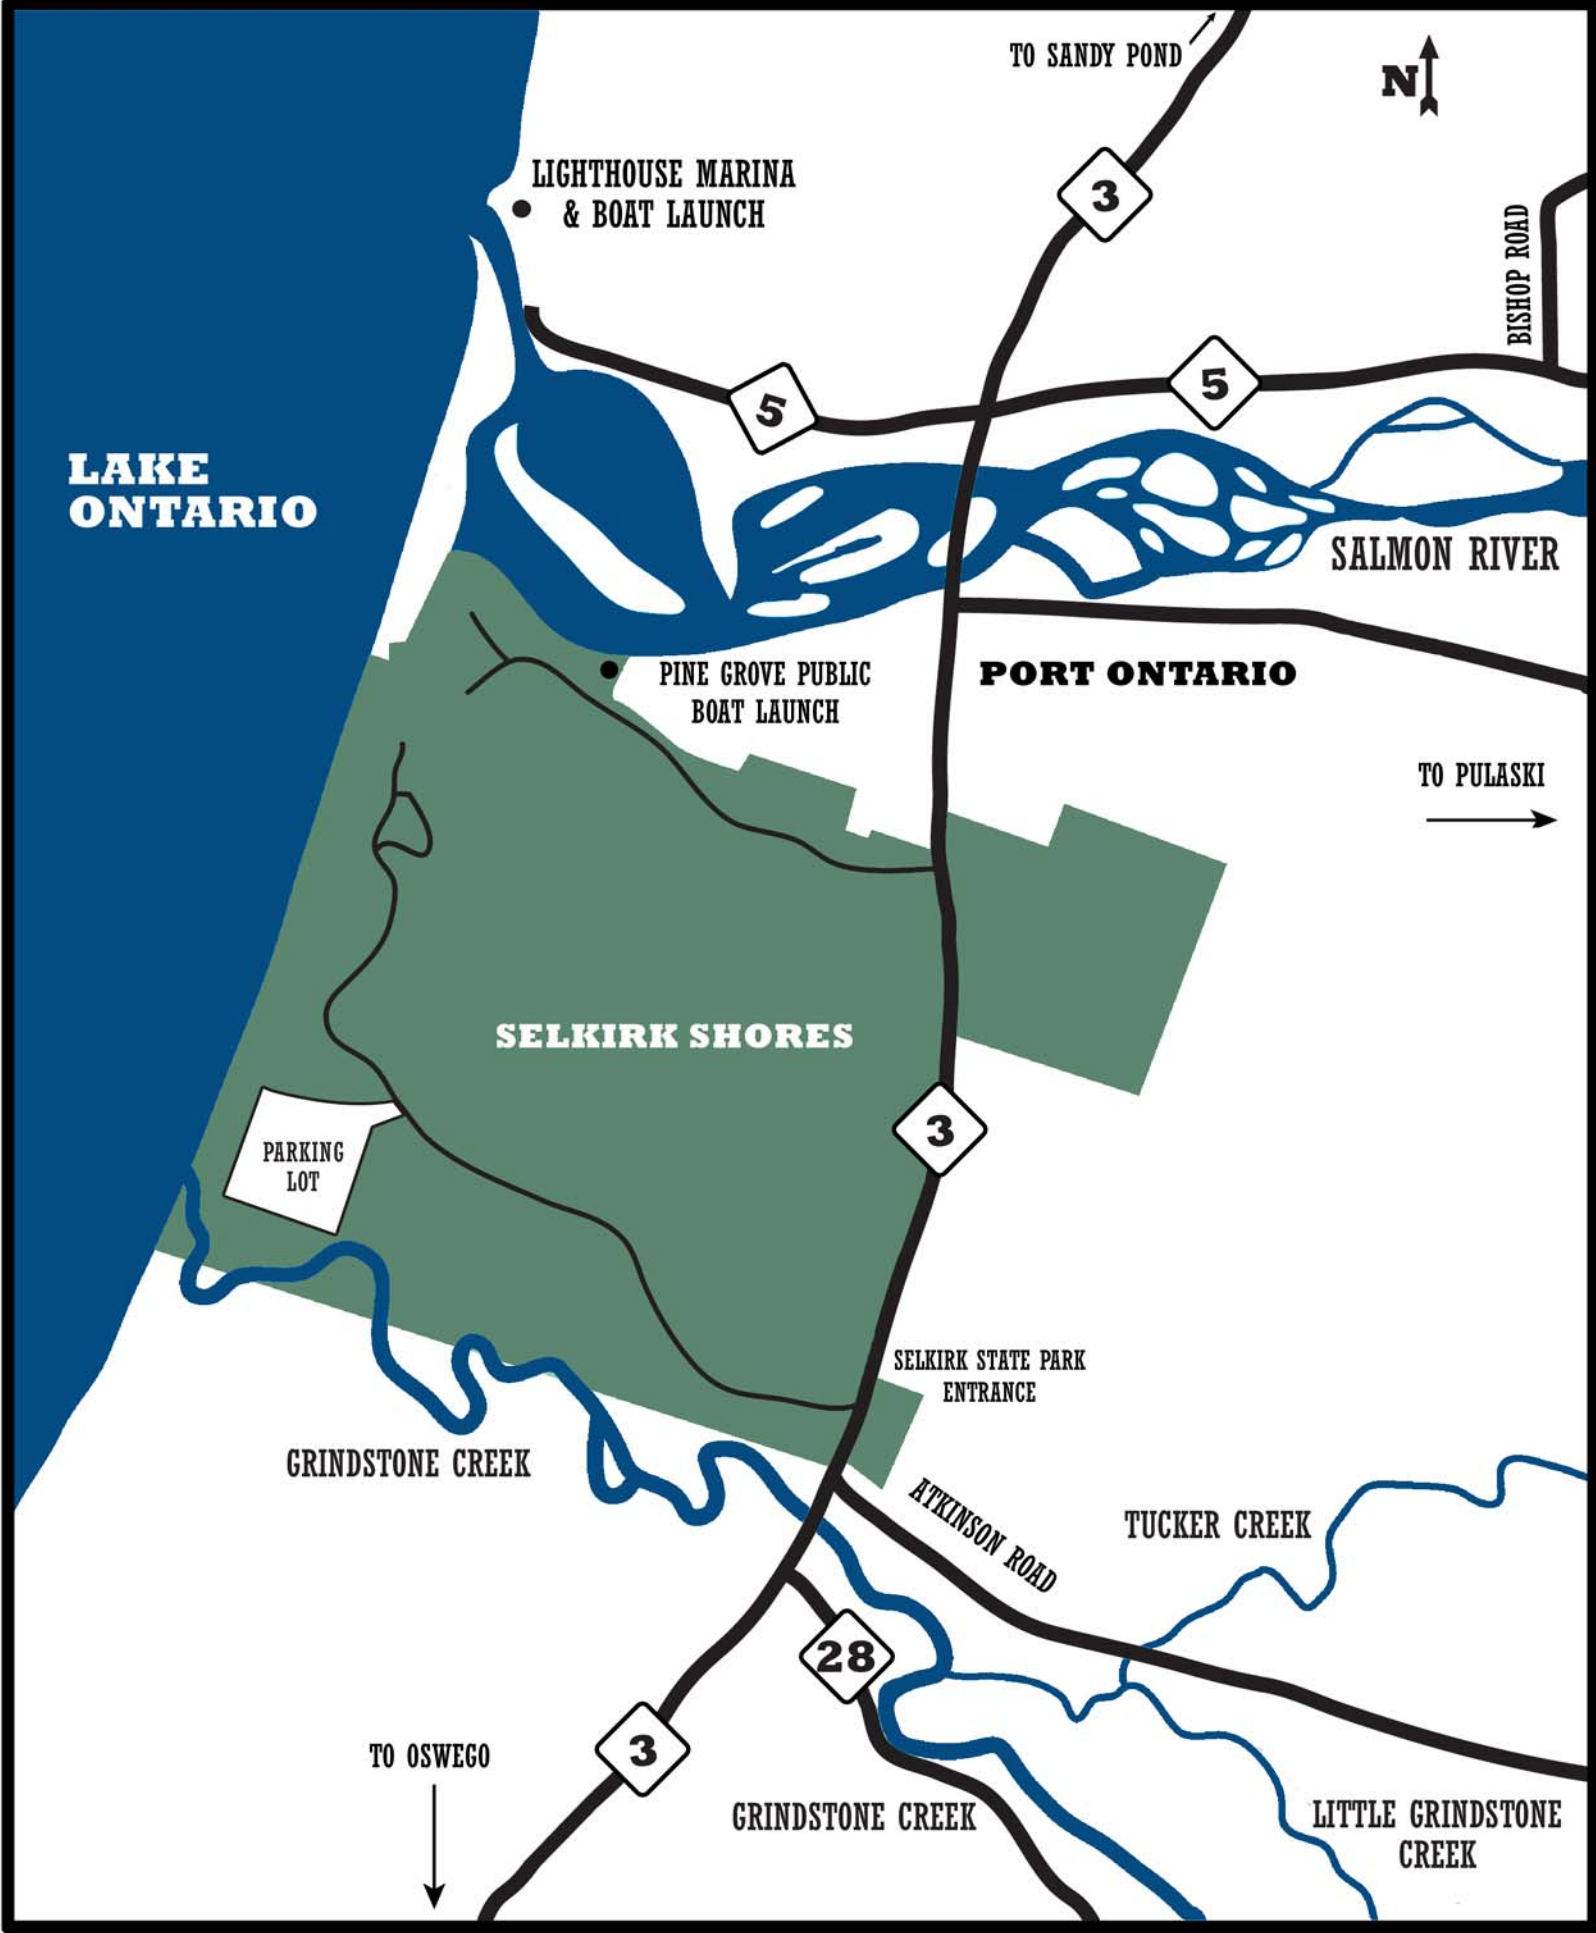 TO SANDY POND
N
LIGHTHOUSE MARINA
& BOAT LAUNCH
3
BISHOP ROAD
5
5
LAKE
ONTARIO
SALMON RIVER
PINE GROVE PUBLIC
BOAT LAUNCH
PORT ONTARIO
TO PULASKI
SELKIRK SHORES
3
PARKING
LOT
SELKIRK STATE PARK
ENTRANCE
GRINDSTONE CREEK
ATKINSON ROAD
TUCKER CREEK
28
3
TO OSWEGO
GRINDSTONE CREEK
LITTLE GRINDSTONE
CREEK